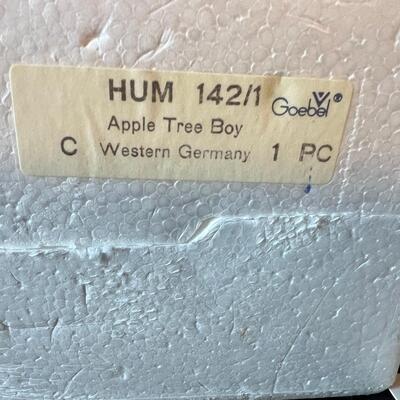 HUM 142/1 Goebel®
Apple Tree Boy
C Western Germany 1 PC